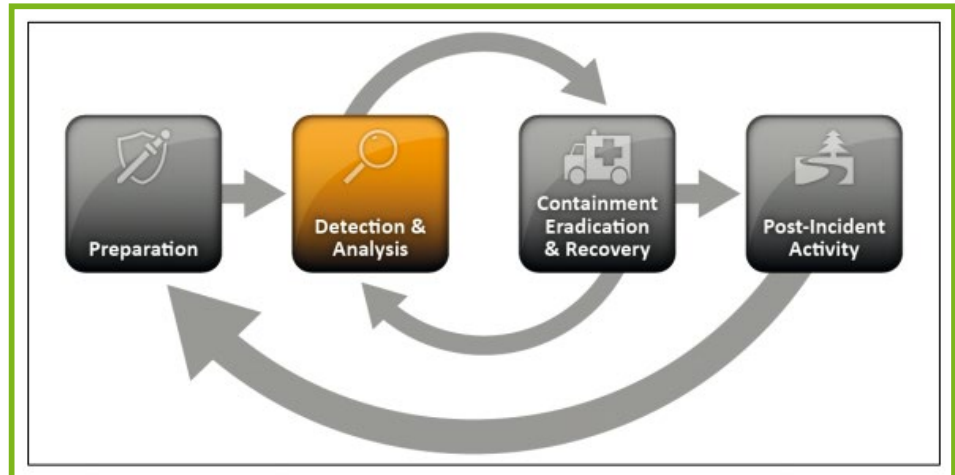 Preparation
Detection &
Analysis
Containment
Eradication
& Recovery
Post-Incident
Activity